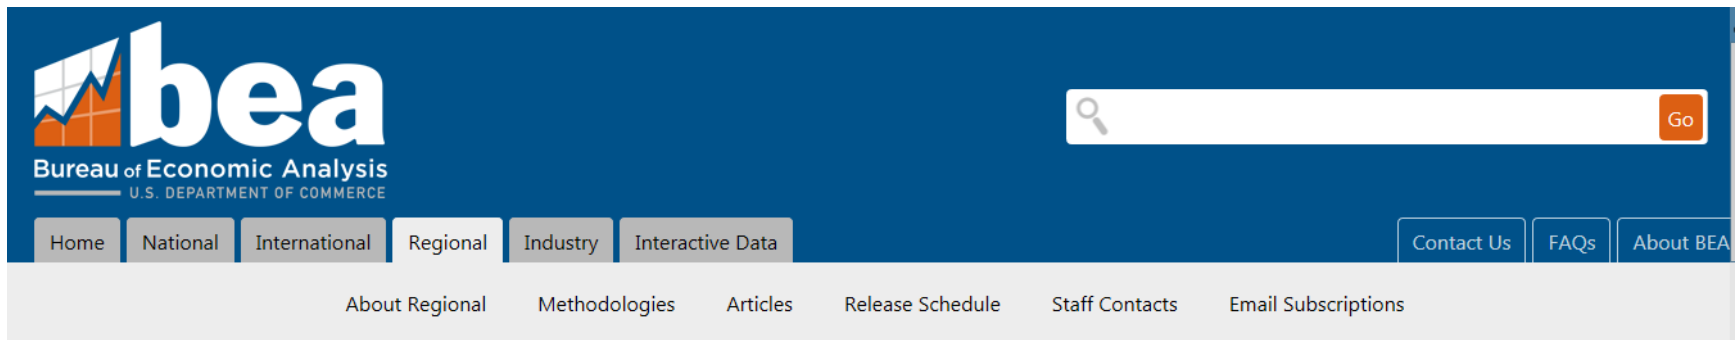 bea
Bureau of Economic Analysis
U.S. DEPARTMENT OF COMMERCE
Go
Home National International Regional Industry Interactive Data Contact Us FAQs About BEA
About Regional Methodologies Articles Release Schedule Staff Contacts Email Subscriptions